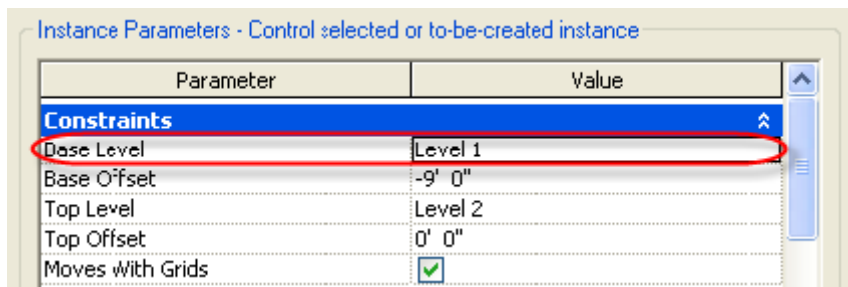 Instance Parameters - Control selected or to-be-created instance
Parameter Value
Constraints
Base Level Level 1
Base Offset -9' 0"
Top Level Level 2
Top Offset 0' 0"
Moves With Grids